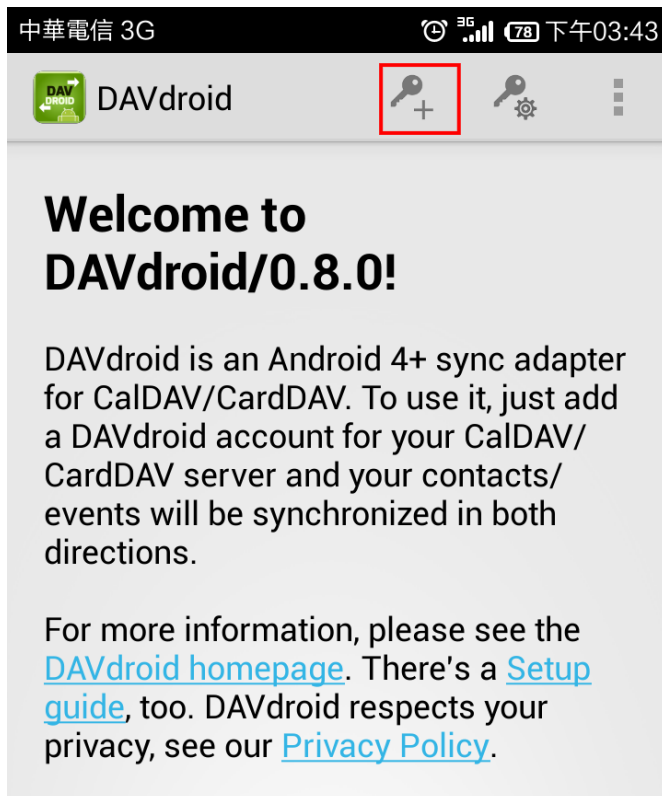 中華電信 3G 3G 78 下午03:43
DAV DROID DAVdroid
Welcome to
DAVdroid/0.8.0!
DAVdroid is an Android 4+ sync adapter
for CalDAV/CardDAV. To use it, just add
a DAVdroid account for your CalDAV/
CardDAV server and your contacts/
events will be synchronized in both
directions.
For more information, please see the
DAVdroid homepage. There's a Setup
guide, too. DAVdroid respects your
privacy, see our Privacy Policy.